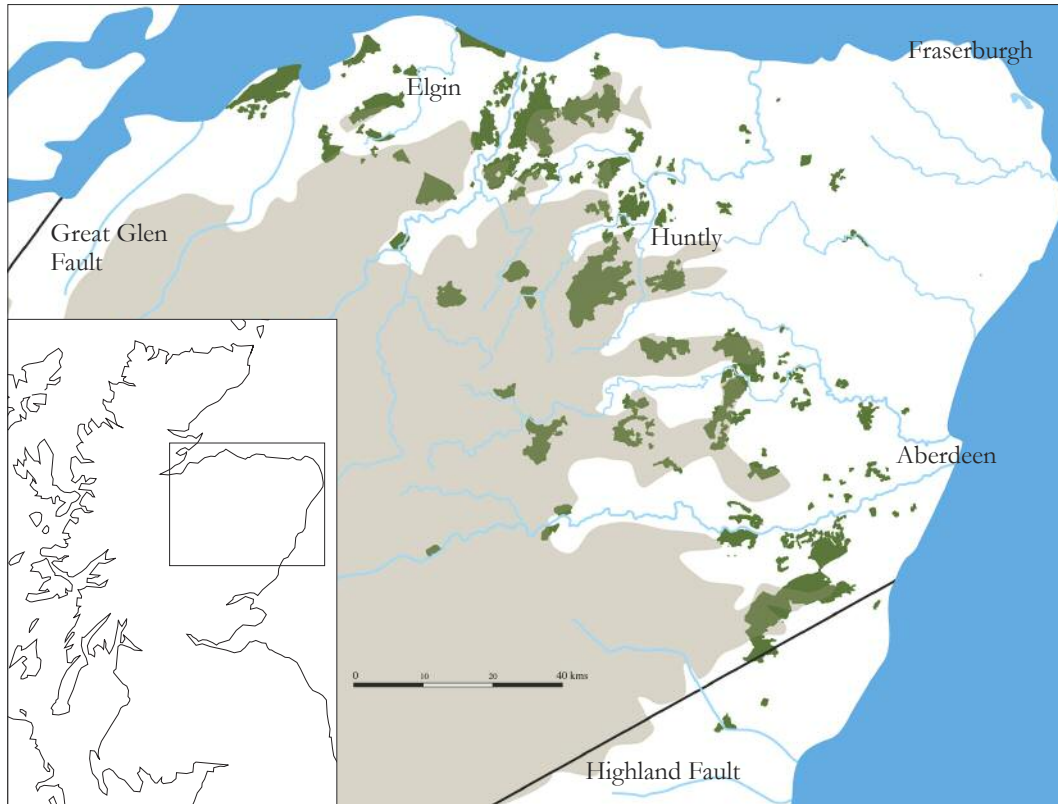 Fraserburgh
Elgin
Great Glen
Fault
Huntly
Aberdeen
0 10 20 40 kms
Highland Fault